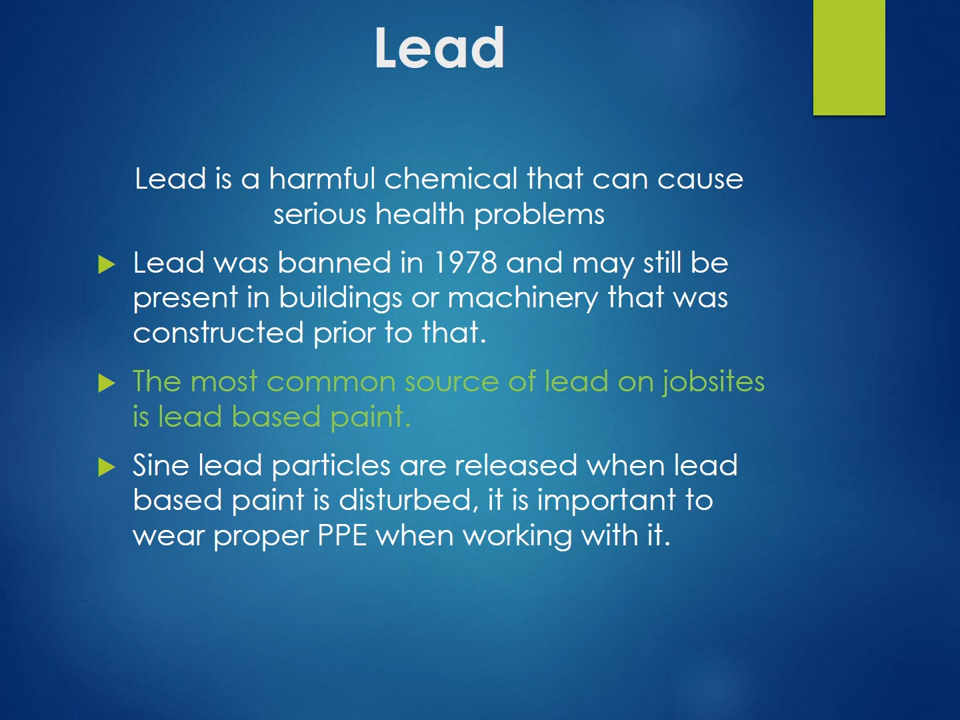 Lead
Lead is a harmful chemical that can cause
serious health problems
Lead was banned in 1978 and may still be
present in buildings or machinery that was
constructed prior to that.
The most common source of lead on jobsites
is lead based paint.
Sine lead particles are released when lead
based paint is disturbed, it is important to
wear proper PPE when working with it.